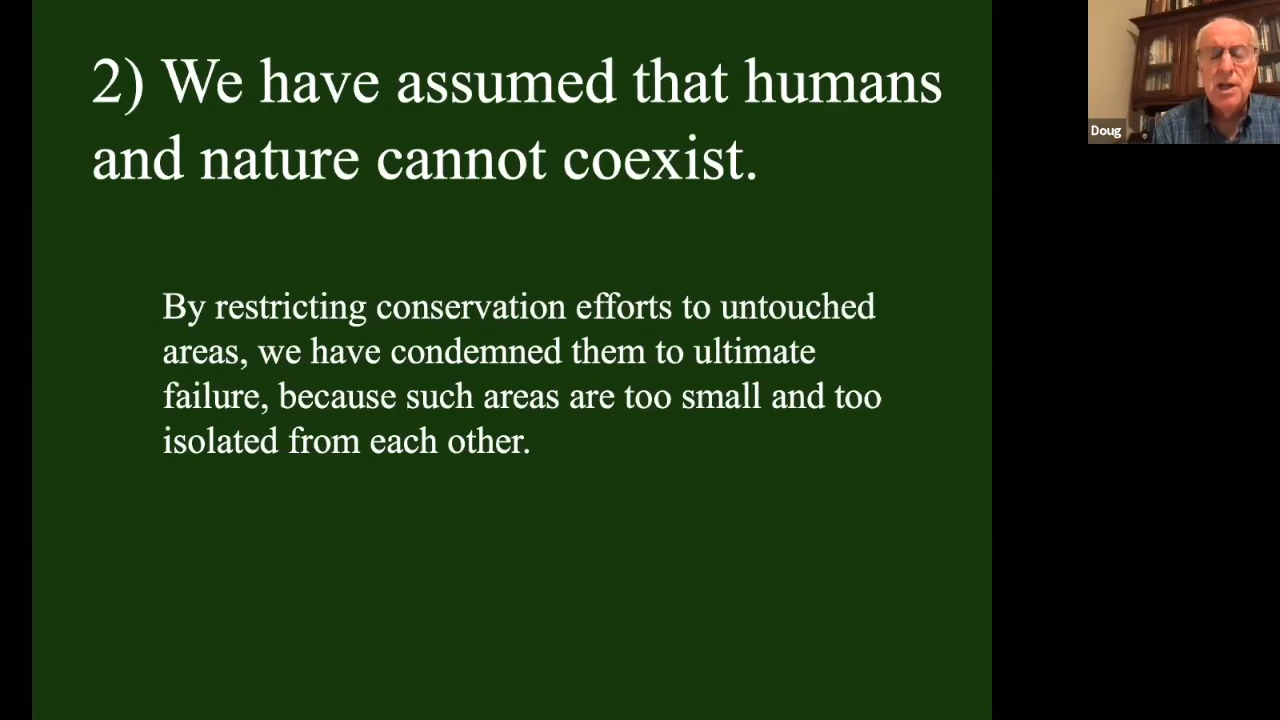 2) We have assumed that humans
and nature cannot coexist.
By restricting conservation efforts to untouched
areas, we have condemned them to ultimate
failure, because such areas are too small and too
isolated from each other.
Doug